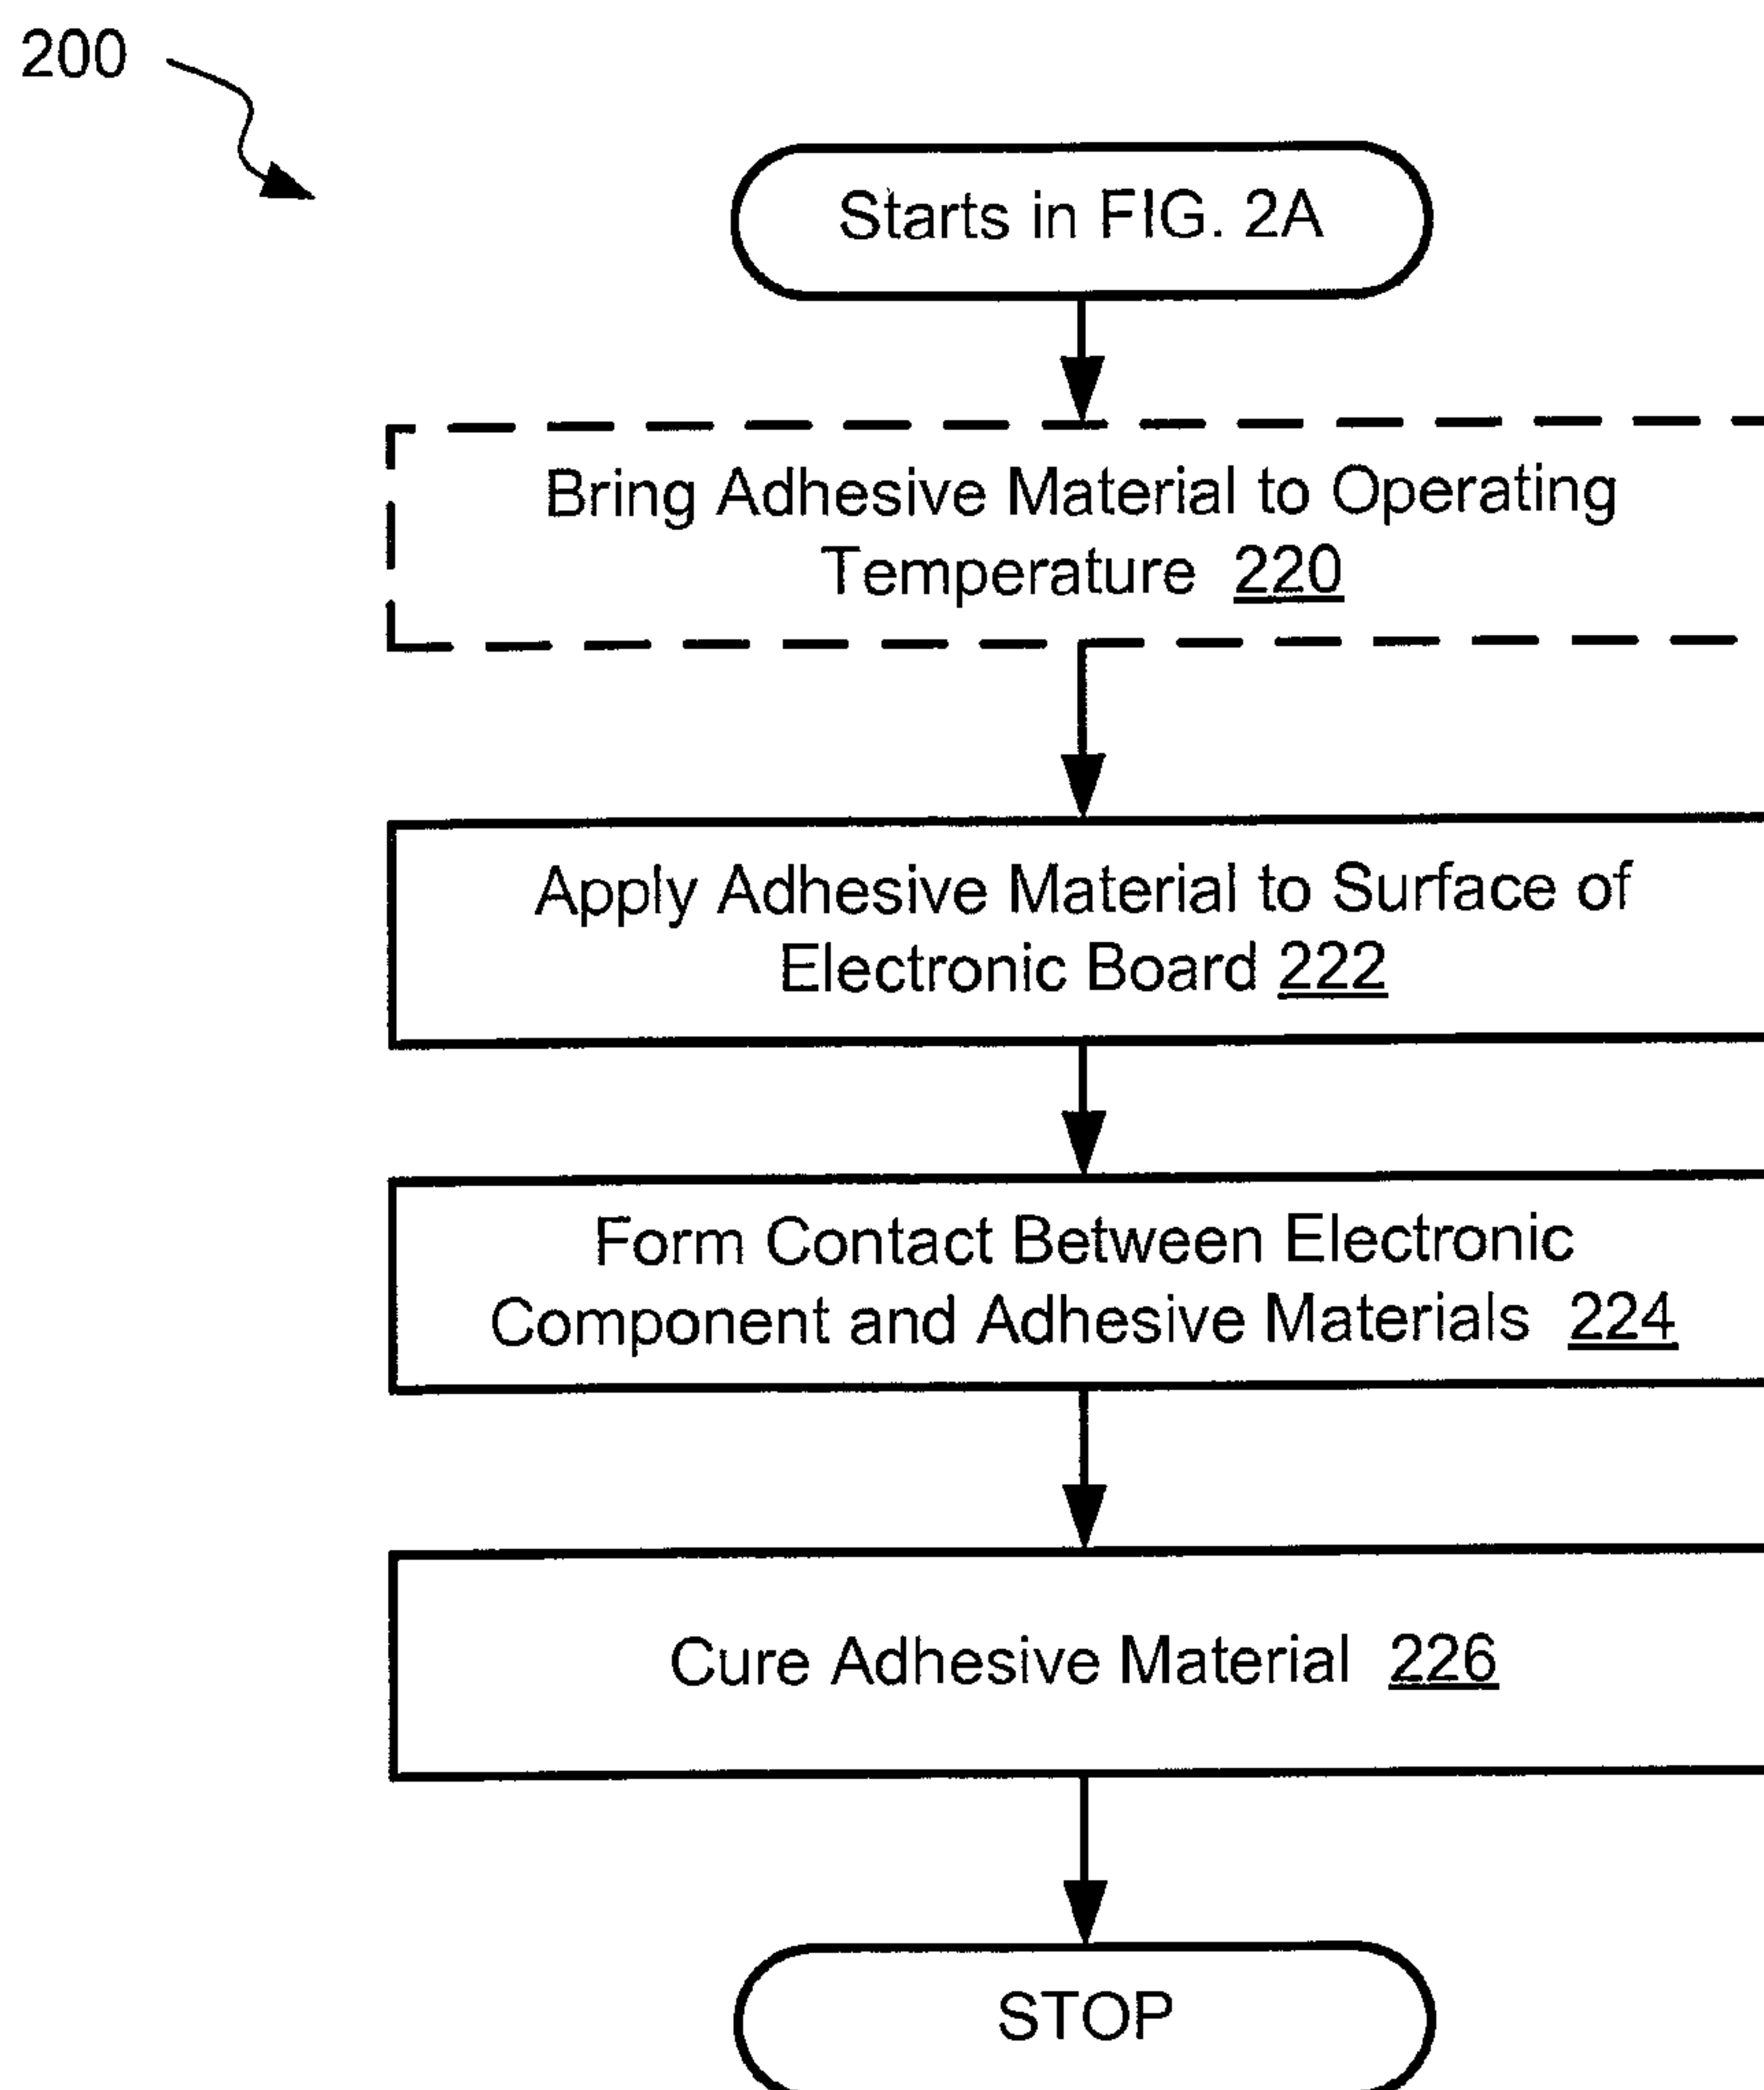 200
Starts in FIG. 2A
Bring Adhesive Material to Operating
Temperature 220
Apply Adhesive Material to Surface of
Electronic Board 222
Form Contact Between Electronic
Component and Adhesive Materials 224
Cure Adhesive Material 226
STOP